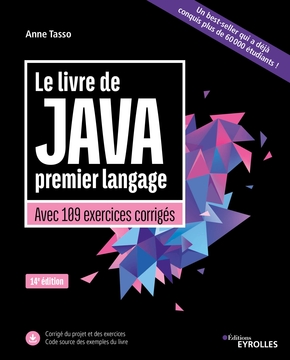 Anne Tasso
Un best-seller qui a déjà
conquis plus de 60 000 étudiants !
Le livre de
JAVA
premier langage
Avec 109 exercices corrigés
14e édition
Corrigé du projet et des exercices
Code source des exemples du livre
Éditions
EYROLLES